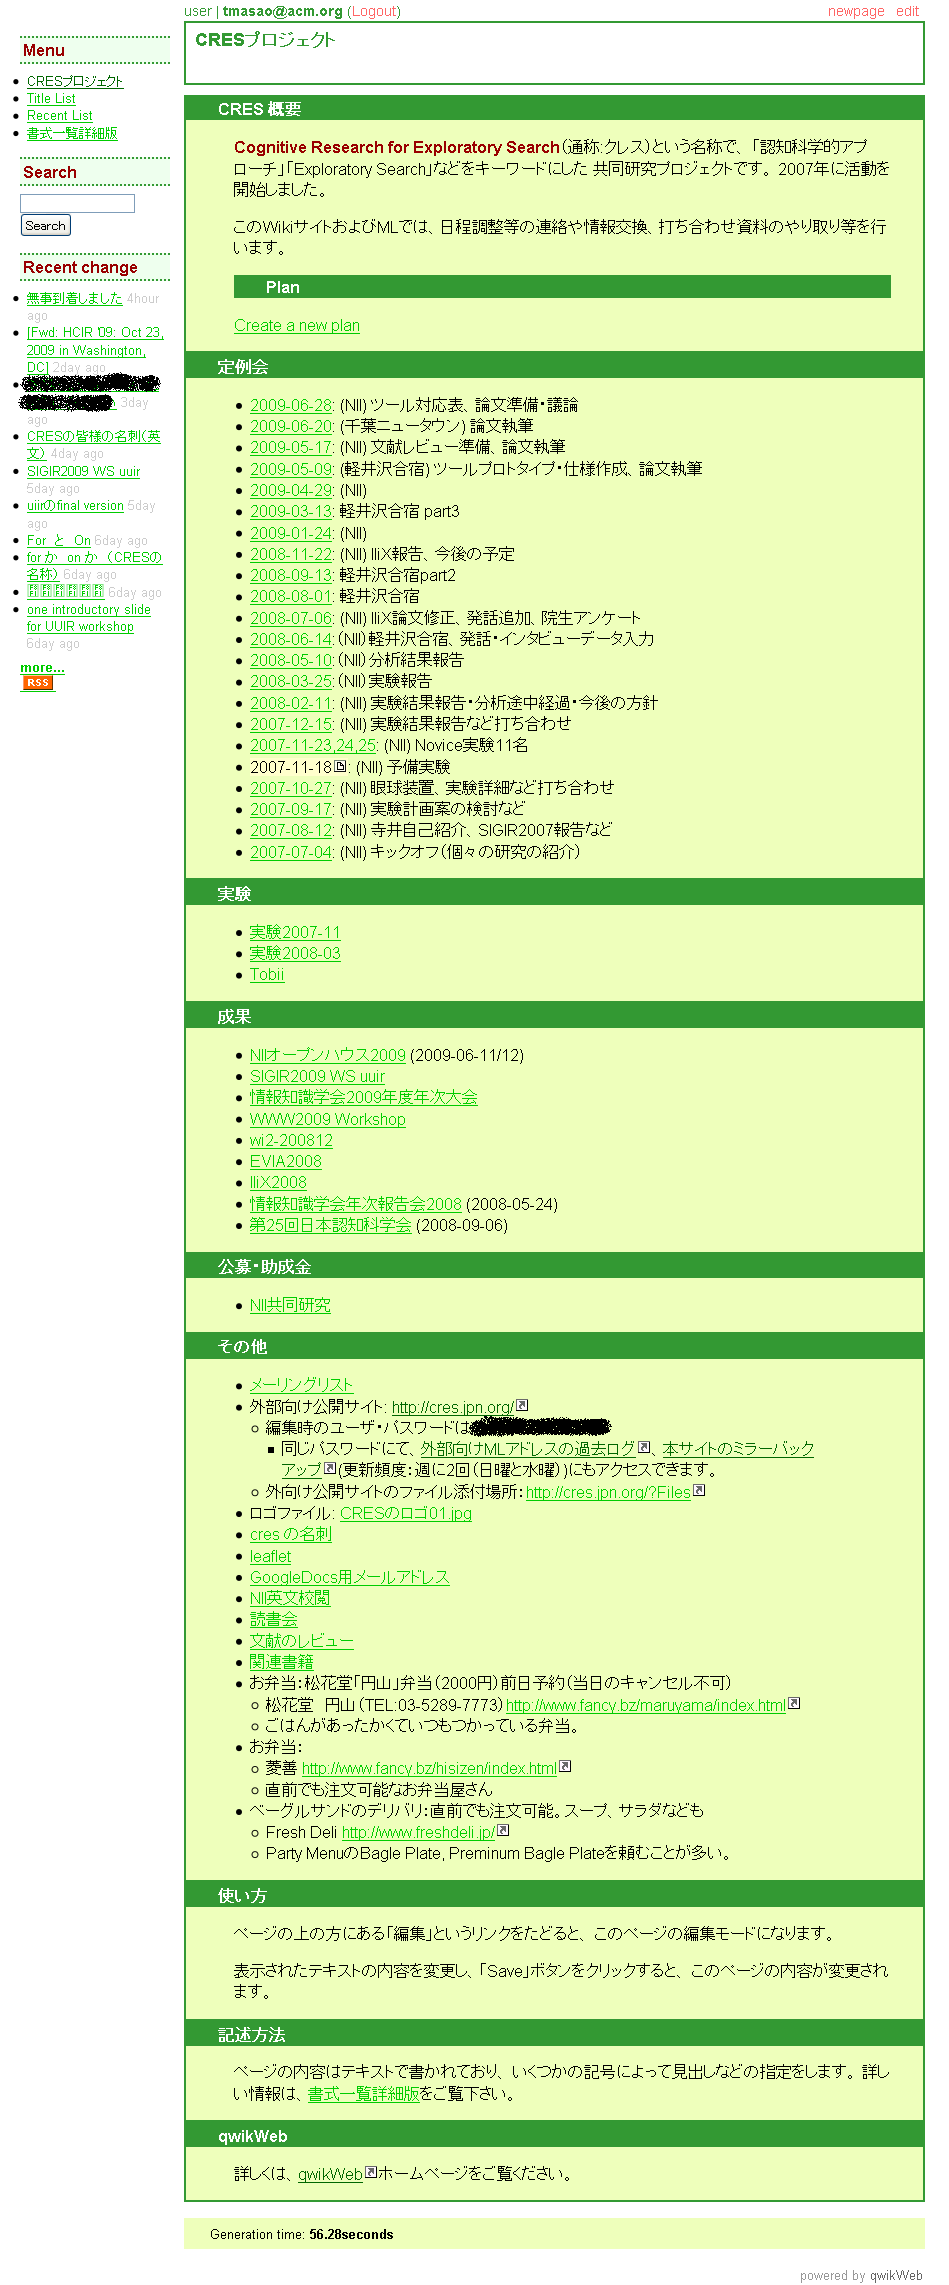 user | tmasao@acm.org (Logout)
newpage edit
Menu
CRESプロジェクト
Title List
Recent List
書式一覧詳細版
Search
Search
Recent change
無事到着しました 4hour
ago
[Fwd: HCIR '09: Oct 23,
2009 in Washington,
DC] 2day ago
3day
ago
CRESの皆様の名刺(英
文) 4day ago
SIGIR2009 WS uuir
5day ago
uiirのfinal version 5day
ago
For と On 6day ago
for か on か (CRESの
名称) 6day ago
6day ago
one introductory slide
for UUIR workshop
6day ago
more...
RSS
CRESプロジェクト
CRES 概要
Cognitive Research for Exploratory Search(通称:クレス)という名称で、「認知科学的アプ
ローチ」「Exploratory Search」などをキーワードにした 共同研究プロジェクトです。 2007年に活動を
開始しました。
このWikiサイトおよびMLでは、日程調整等の連絡や情報交換、打ち合わせ資料のやり取り等を行
います。
Plan
Create a new plan
定例会
2009-06-28: (NII) ツール対応表、論文準備・議論
2009-06-20: (千葉ニュータウン) 論文執筆
2009-05-17: (NII) 文献レビュー準備、論文執筆
2009-05-09: (軽井沢合宿) ツールプロトタイプ・仕様作成、論文執筆
2009-04-29: (NII)
2009-03-13: 軽井沢合宿 part3
2009-01-24: (NII)
2008-11-22: (NII) IIiX報告、今後の予定
2008-09-13: 軽井沢合宿part2
2008-08-01: 軽井沢合宿
2008-07-06: (NII) IIiX論文修正、発話追加、院生アンケート
2008-06-14:(NII)軽井沢合宿、発話・インタビューデータ入力
2008-05-10:(NII)分析結果報告
2008-03-25:(NII)実験報告
2008-02-11: (NII) 実験結果報告・分析途中経過・今後の方針
2007-12-15: (NII) 実験結果報告など打ち合わせ
2007-11-23,24,25: (NII) Novice実験11名
2007-11-18: (NII) 予備実験
2007-10-27: (NII) 眼球装置、実験詳細など打ち合わせ
2007-09-17: (NII) 実験計画案の検討など
2007-08-12: (NII) 寺井自己紹介、SIGIR2007報告など
2007-07-04: (NII) キックオフ(個々の研究の紹介)
実験
実験2007-11
実験2008-03
Tobii
成果
NIIオープンハウス2009 (2009-06-11/12)
SIGIR2009 WS uuir
情報知識学会2009年度年次大会
WWW2009 Workshop
wi2-200812
EVIA2008
IIiX2008
情報知識学会年次報告会2008 (2008-05-24)
第25回日本認知科学会 (2008-09-06)
公募・助成金
NII共同研究
その他
メーリングリスト
外部向け公開サイト: http://cres.jpn.org/
編集時のユーザ・パスワードは
同じパスワードにて、外部向けMLアドレスの過去ログ、本サイトのミラーバック
アップ(更新頻度:週に2回(日曜と水曜))にもアクセスできます。
外向け公開サイトのファイル添付場所:http://cres.jpn.org/?Files
ロゴファイル: CRESのロゴ01.jpg
cres の名刺
leaflet
GoogleDocs用メールアドレス
NII英文校閲
読書会
文献のレビュー
関連書籍
お弁当:松花堂「円山」弁当(2000円)前日予約(当日のキャンセル不可)
松花堂 円山(TEL:03-5289-7773)http://www.fancy.bz/maruyama/index.html
ごはんがあったかくていつもつかっている弁当。
お弁当:
菱善 http://www.fancy.bz/hisizen/index.html
直前でも注文可能なお弁当屋さん
ベーグルサンドのデリバリ:直前でも注文可能。スープ、サラダなども
Fresh Deli http://www.freshdeli.jp/
Party MenuのBagle Plate, Preminum Bagle Plateを頼むことが多い。
使い方
ページの上の方にある「編集」というリンクをたどると、このページの編集モードになります。
表示されたテキストの内容を変更し、「Save」ボタンをクリックすると、このページの内容が変更され
ます。
記述方法
ページの内容はテキストで書かれており、いくつかの記号によって見出しなどの指定をします。詳し
い情報は、書式一覧詳細版をご覧下さい。
qwikWeb
詳しくは、qwikWebホームページをご覧ください。
Generation time: 56.28seconds
powered by qwikWeb